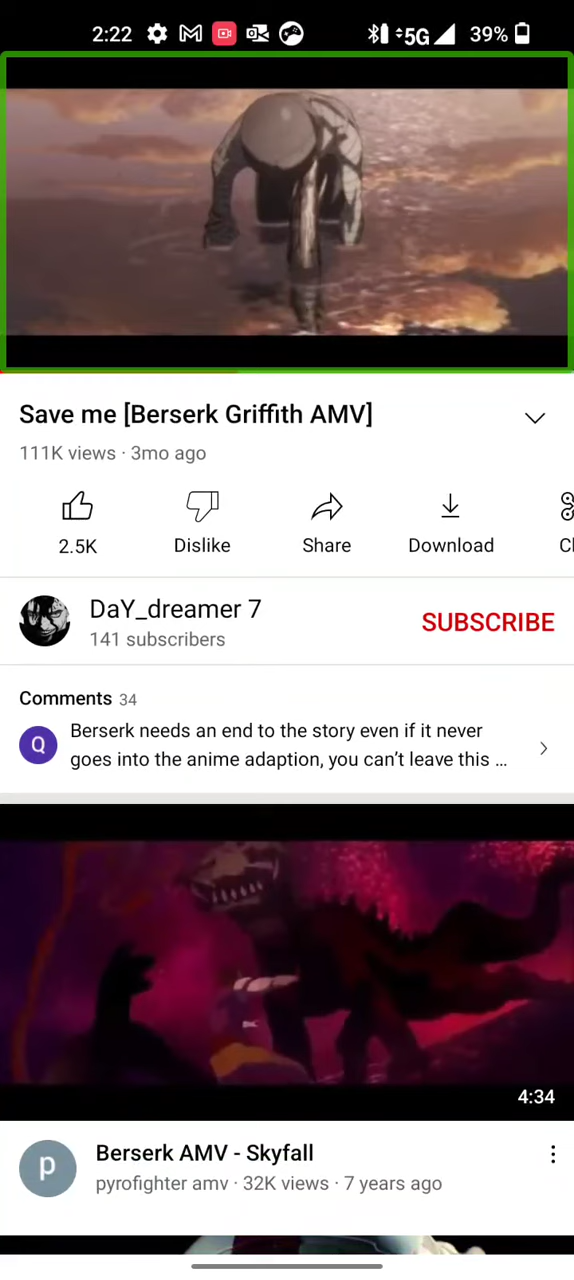 2:22 5G 39%
Save me [Berserk Griffith AMV]
111K views · 3mo ago
2.5K Dislike Share Download
DaY_dreamer 7
141 subscribers
SUBSCRIBE
Comments 34
Q
Berserk needs an end to the story even if it never
goes into the anime adaption, you can't leave this ...
4:34
p
Berserk AMV - Skyfall
pyrofighter amv · 32K views · 7 years ago